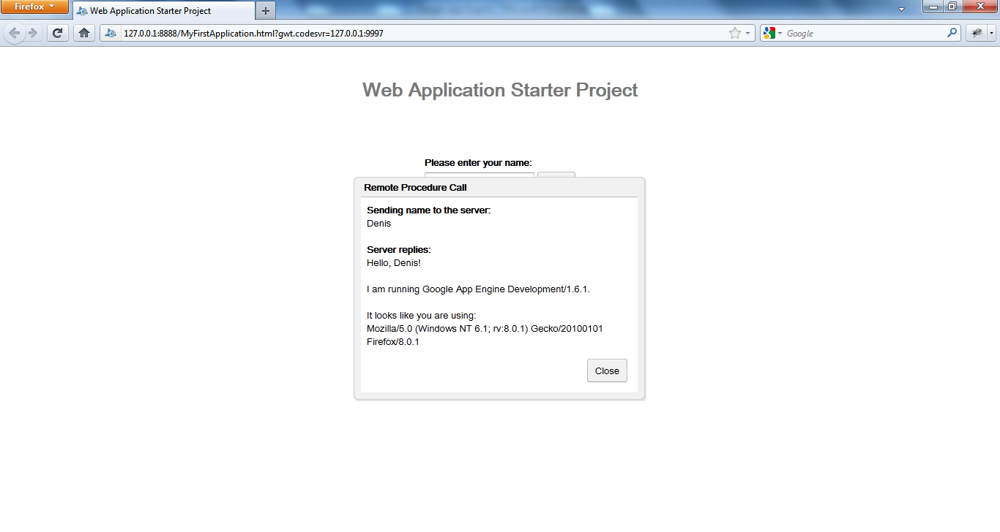 Firefox
Web Application Starter Project
127.0.0.1:8888/MyFirstApplication.html?gwt.codesvr=127.0.0.1:9997
Google
Web Application Starter Project
Please enter your name:
Remote Procedure Call
Sending name to the server:
Denis
Server replies:
Hello, Denis!
I am running Google App Engine Development/1.6.1.
It looks like you are using:
Mozilla/5.0 (Windows NT 6.1; rv:8.0.1) Gecko/20100101
Firefox/8.0.1
Close